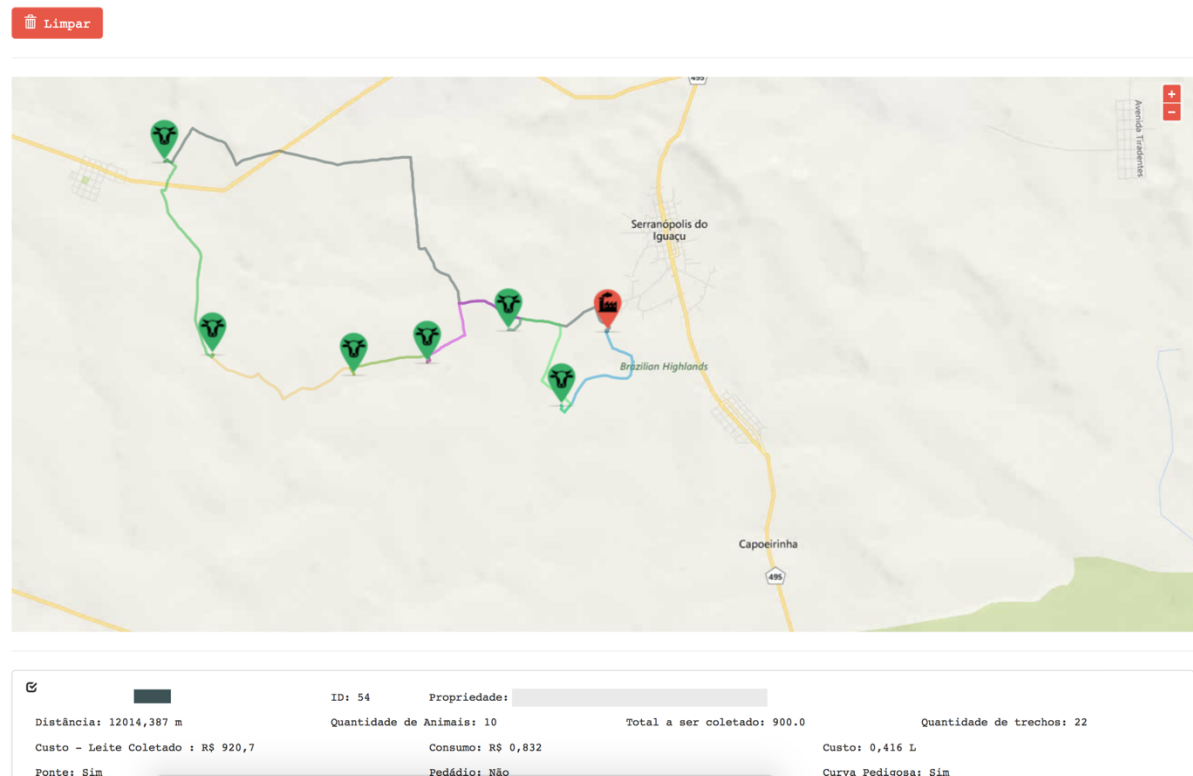 Limpar
495
+
−
Avenida Tiradentes
Serranópolis do
Iguaçu
Brazilian Highlands
Capoeirinha
495
ID: 54 Propriedade:
Distância: 12014,387 m Quantidade de Animais: 10 Total a ser coletado: 900.0 Quantidade de trechos: 22
Custo - Leite Coletado : R$ 920,7 Consumo: R$ 0,832 Custo: 0,416 L
Ponte: Sim Pedádio: Não Curva Pedigosa: Sim